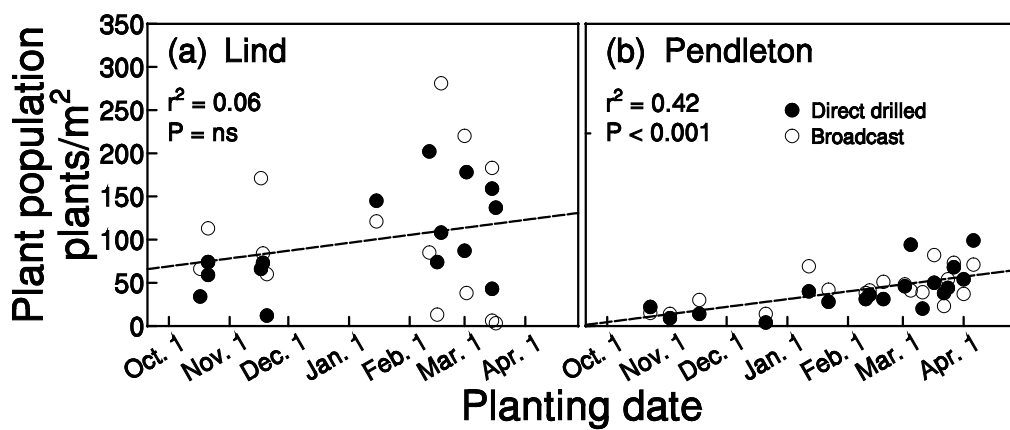 Plant population
plants/m²
350
300
250
200
150
100
50
0
(a) Lind
r² = 0.06
P = ns
(b) Pendleton
r² = 0.42
P < 0.001
Direct drilled
Broadcast
Oct. 1
Nov. 1
Dec. 1
Jan. 1
Feb. 1
Mar. 1
Apr. 1
Oct. 1
Nov. 1
Dec. 1
Jan. 1
Feb. 1
Mar. 1
Apr. 1
Planting date